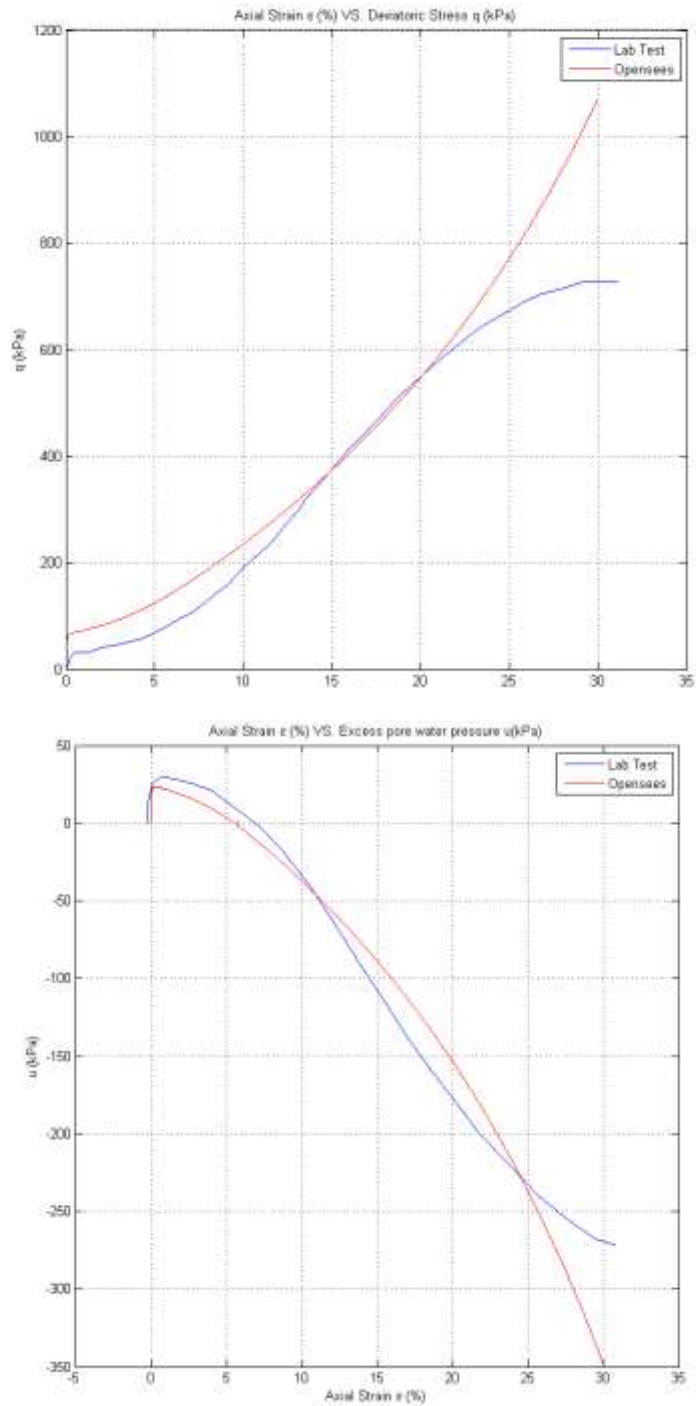 Axial Strain ε (%) VS. Deviatoric Stress q (kPa)
Lab Test
Opensees
1200
1000
800
600
400
200
0
q (kPa)
0 5 10 15 20 25 30 35
Axial Strain ε (%) VS. Excess pore water pressure u(kPa)
Lab Test
Opensees
50
0
-50
-100
-150
-200
-250
-300
-350
u (kPa)
-5 0 5 10 15 20 25 30 35
Axial Strain ε (%)